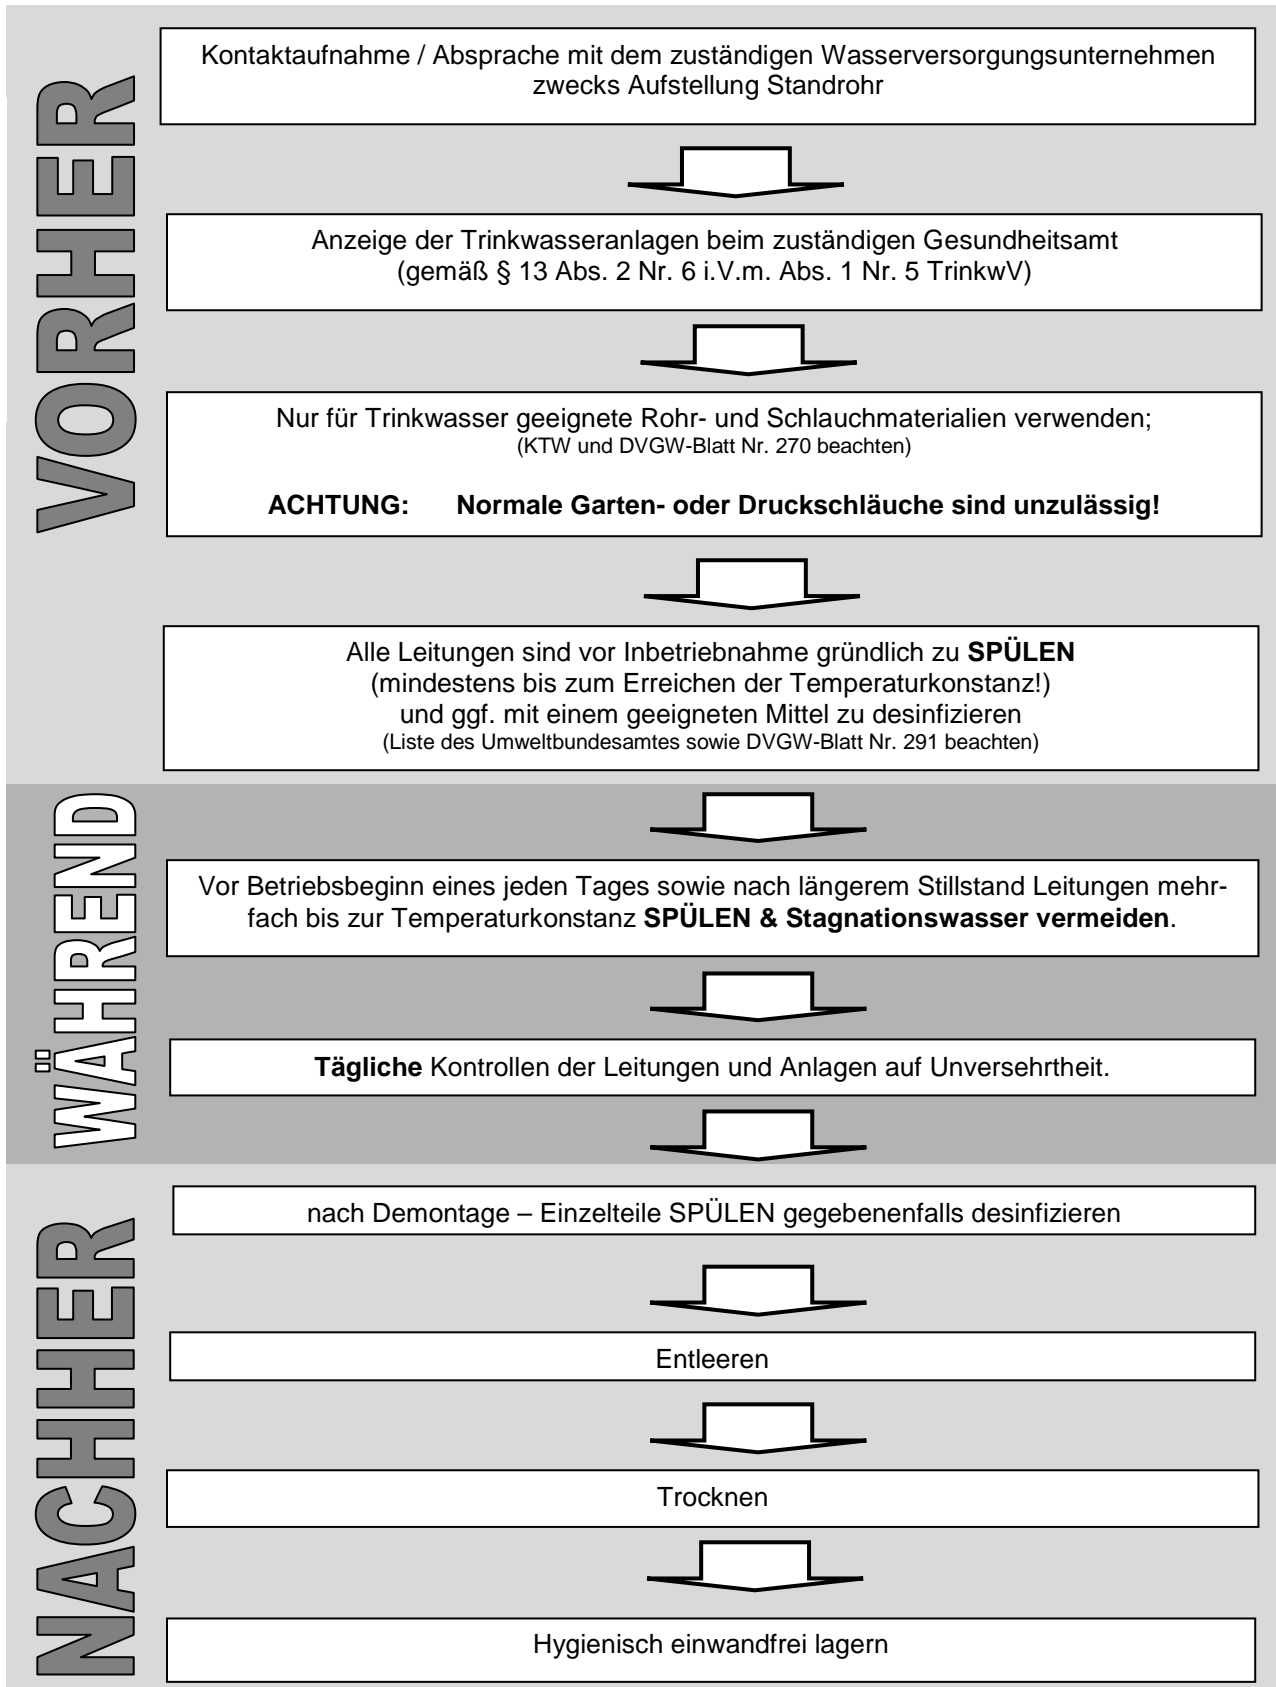 VORHER
Kontaktaufnahme / Absprache mit dem zuständigen Wasserversorgungsunternehmen
zwecks Aufstellung Standrohr
Anzeige der Trinkwasseranlagen beim zuständigen Gesundheitsamt
(gemäß § 13 Abs. 2 Nr. 6 i.V.m. Abs. 1 Nr. 5 TrinkwV)
Nur für Trinkwasser geeignete Rohr- und Schlauchmaterialien verwenden;
(KTW und DVGW-Blatt Nr. 270 beachten)
ACHTUNG: Normale Garten- oder Druckschläuche sind unzulässig!
Alle Leitungen sind vor Inbetriebnahme gründlich zu SPÜLEN
(mindestens bis zum Erreichen der Temperaturkonstanz!)
und ggf. mit einem geeigneten Mittel zu desinfizieren
(Liste des Umweltbundesamtes sowie DVGW-Blatt Nr. 291 beachten)
WÄHREND
Vor Betriebsbeginn eines jeden Tages sowie nach längerem Stillstand Leitungen mehr-
fach bis zur Temperaturkonstanz SPÜLEN & Stagnationswasser vermeiden.
Tägliche Kontrollen der Leitungen und Anlagen auf Unversehrtheit.
NACHHER
nach Demontage – Einzelteile SPÜLEN gegebenenfalls desinfizieren
Entleeren
Trocknen
Hygienisch einwandfrei lagern